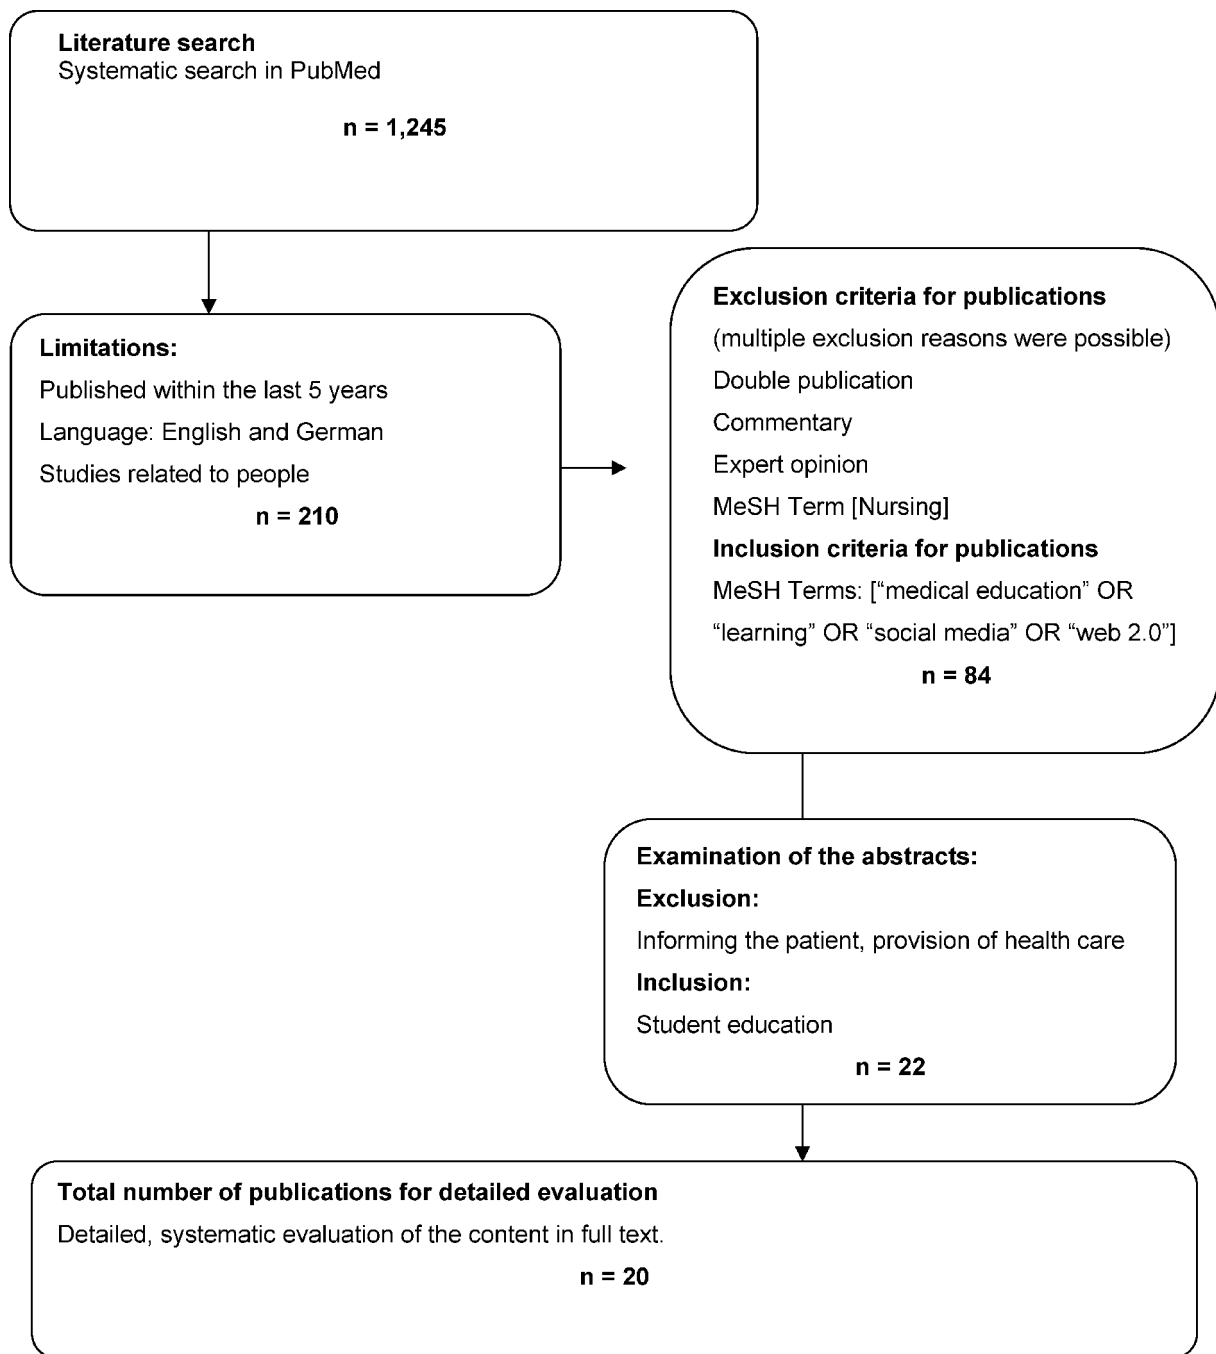 Literature search
Systematic search in PubMed
n = 1,245
Limitations:
Published within the last 5 years
Language: English and German
Studies related to people
n = 210
Exclusion criteria for publications
(multiple exclusion reasons were possible)
Double publication
Commentary
Expert opinion
MeSH Term [Nursing]
Inclusion criteria for publications
MeSH Terms: [“medical education” OR
“learning” OR “social media” OR “web 2.0”]
n = 84
Examination of the abstracts:
Exclusion:
Informing the patient, provision of health care
Inclusion:
Student education
n = 22
Total number of publications for detailed evaluation
Detailed, systematic evaluation of the content in full text.
n = 20